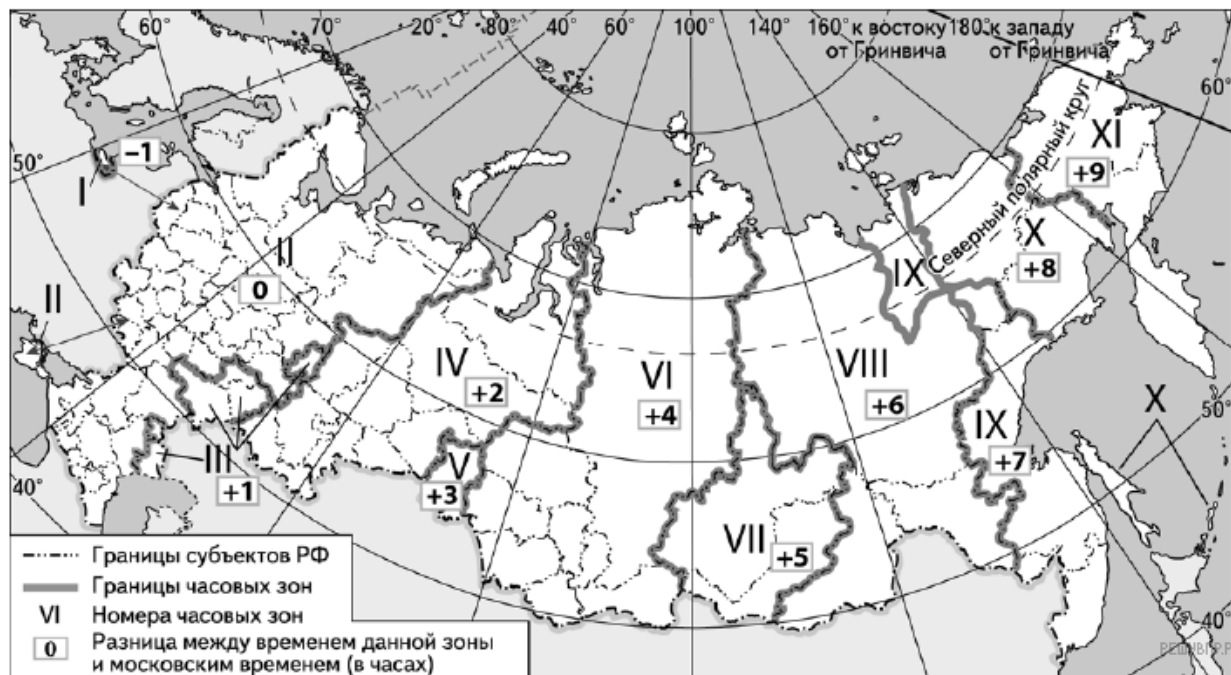 60°
70°
20°
80°
100°
140°
160° к востоку
от Гринвича
180° к западу
от Гринвича
60°
50°
–1
I
II
0
II
40°
III
+1
IV
+2
V
+3
VI
+4
VII
+5
VIII
+6
IX
IX
+7
X
+8
XI
+9
Северный полярный круг
X
50°
40°
Границы субъектов РФ
Границы часовых зон
VI Номера часовых зон
0 Разница между временем данной зоны
и московским временем (в часах)